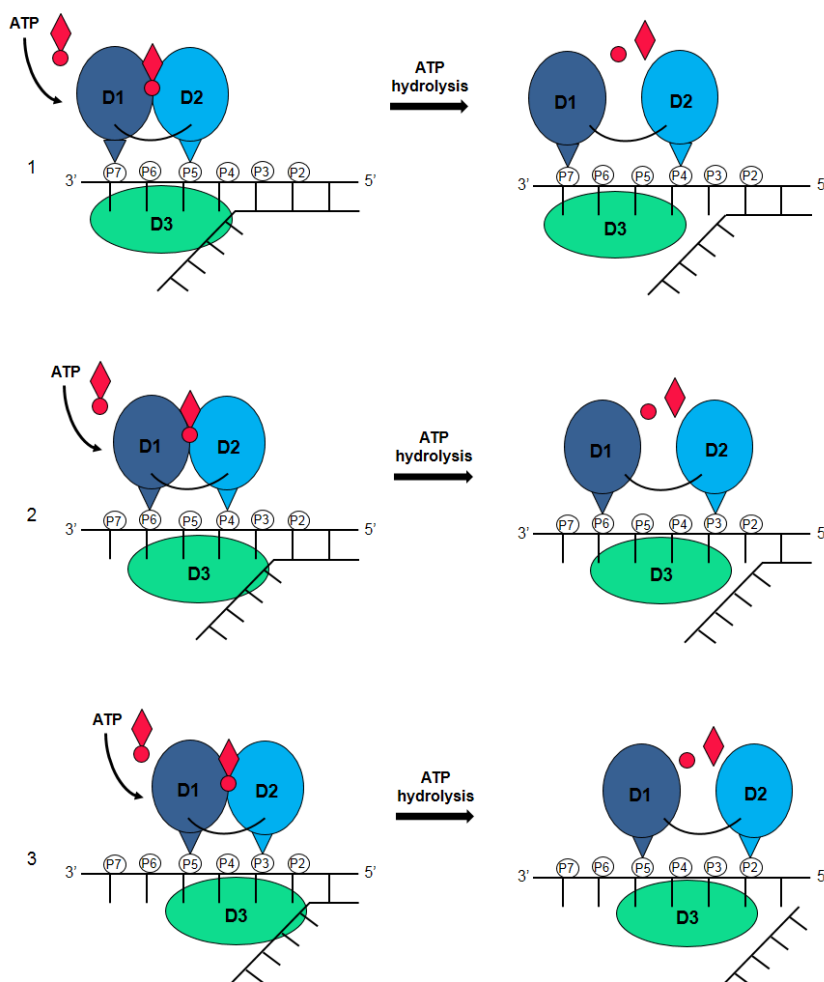 ATP
D1 D2
ATP
hydrolysis
D1 D2
1
3’ P7 P6 P5 P4 P3 P2 5’
D3
3’ P7 P6 P5 P4 P3 P2 5’
D3
ATP
D1 D2
ATP
hydrolysis
D1 D2
2
3’ P7 P6 P5 P4 P3 P2 5’
D3
3’ P7 P6 P5 P4 P3 P2 5’
D3
ATP
D1 D2
ATP
hydrolysis
D1 D2
3
3’ P7 P6 P5 P4 P3 P2 5’
D3
3’ P7 P6 P5 P4 P3 P2 5’
D3